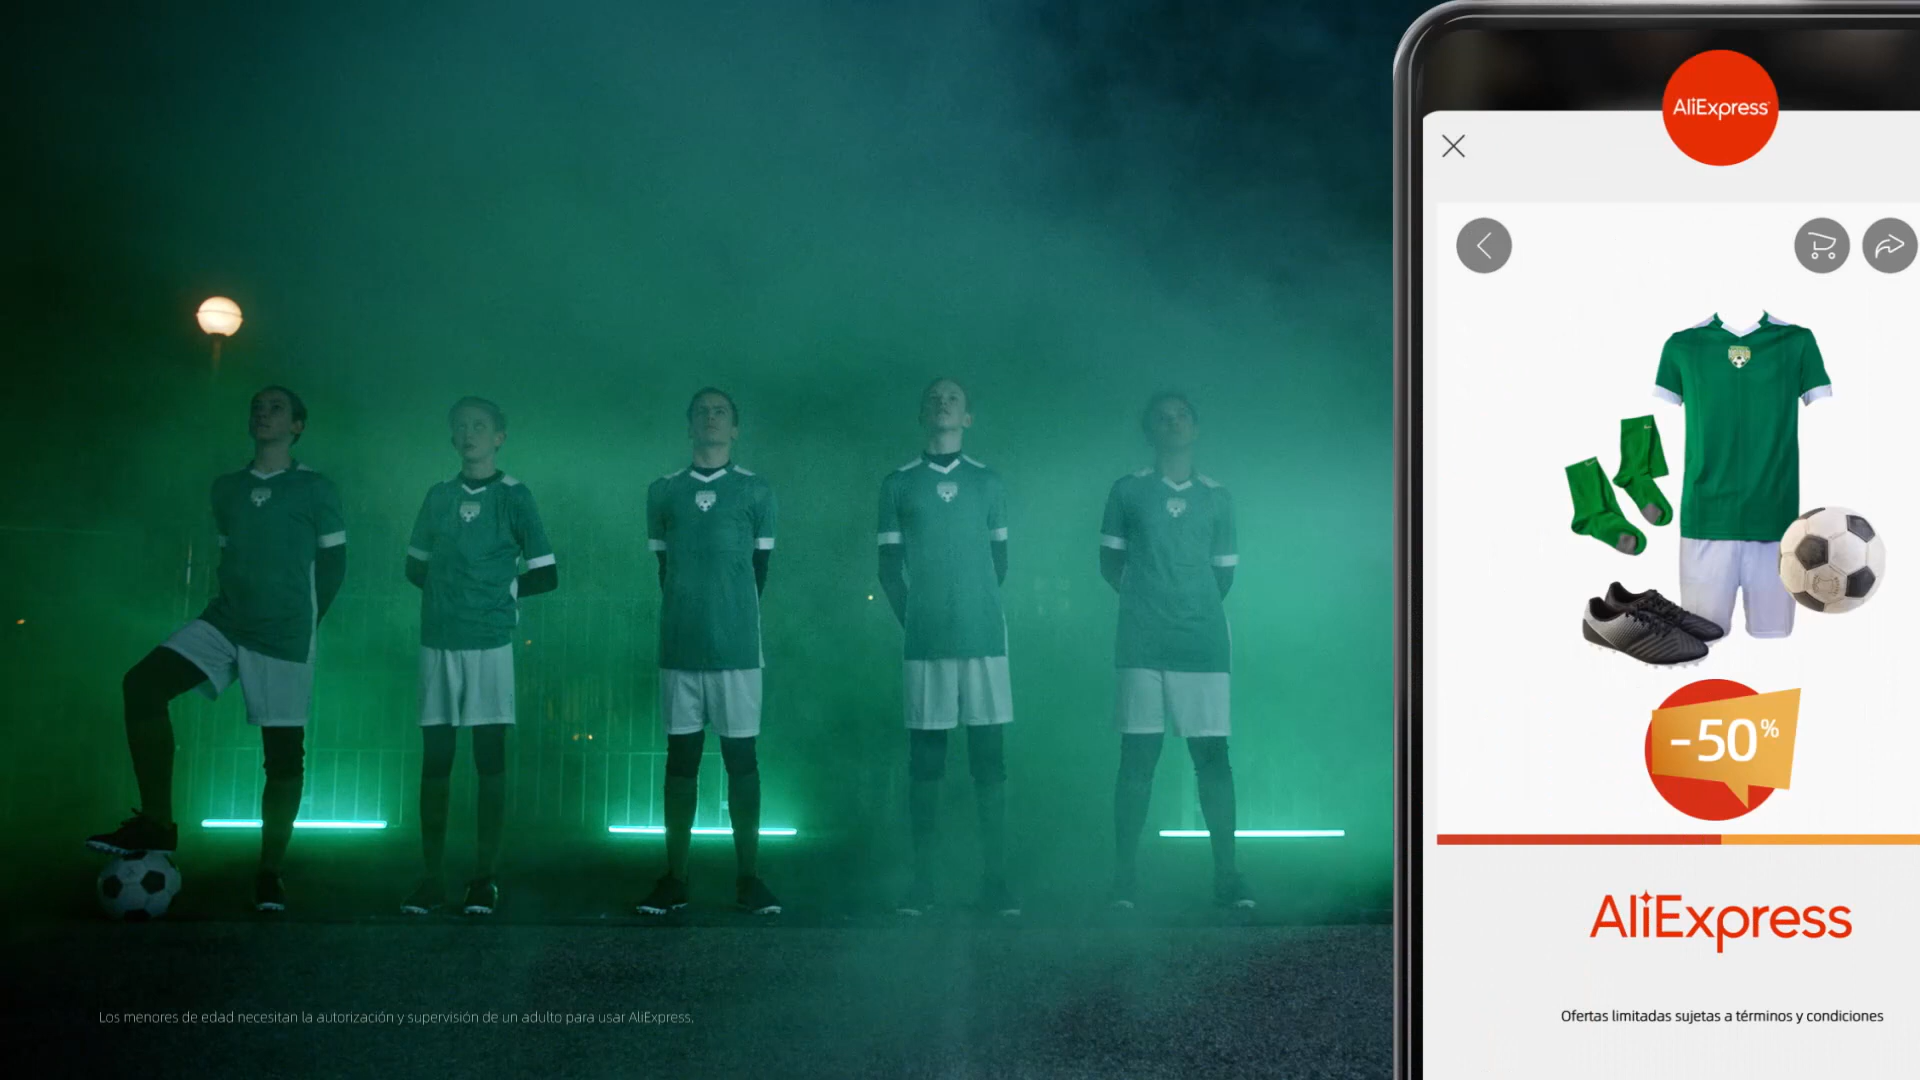 AliExpress
-50%
AliExpress
Los menores de edad necesitan la autorización y supervisión de un adulto para usar AliExpress.
Ofertas limitadas sujetas a términos y condiciones